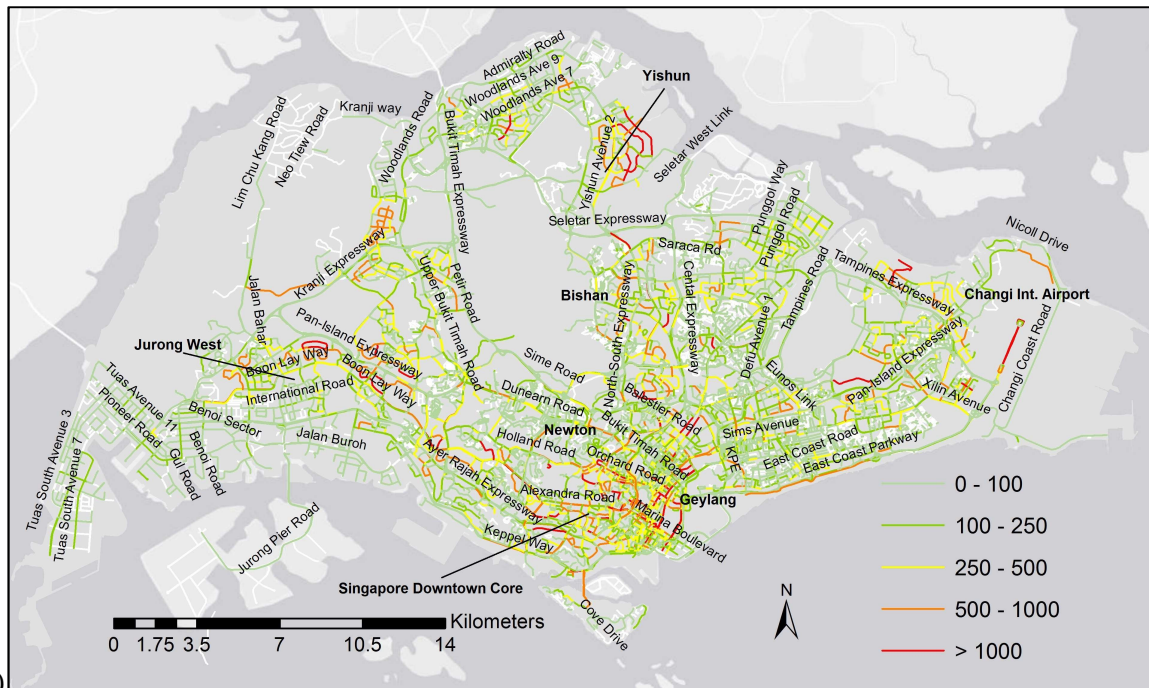 Admiralty Road
Woodlands Ave 9
Woodlands Ave 7
Yishun
Kranji way
Lim Chu Kang Road
Neo Tiew Road
Woodlands Road
Bukit Timah Expressway
Yishun Avenue 2
Seletar West Link
Seletar Expressway
Punggol Way
Punggol Road
Nicoll Drive
Saraca Rd
Kranji Expressway
Upper Bukit Timah Road
Petir Road
Bishan
North-South Expressway
Cental Expressway
Defu Avenue 1
Tampines Road
Tampines Expressway
Changi Int. Airport
Changi Coast Road
Jalan Bahar
Pan-Island Expressway
Jurong West
Boon Lay Way
Boon Lay Way
International Road
Sime Road
Dunearn Road
Balestier Road
Eunos Link
Pan-Island Expressway
Xilin Avenue
Tuas Avenue 11
Pioneer Road
Benoi Sector
Benoi Road
Gul Road
Jalan Buroh
Tuas South Avenue 3
Tuas South Avenue 7
Newton
Bukit Timah Road
Sims Avenue
East Coast Road
East Coast Parkway
KPE
Holland Road
Orchard Road
Ayer Rajah Expressway
Alexandra Road
Geylang
Marina Boulevard
Keppel Way
Jurong Pier Road
Singapore Downtown Core
Cove Drive
0 - 100
100 - 250
250 - 500
500 - 1000
> 1000
N
Kilometers
0 1.75 3.5 7 10.5 14